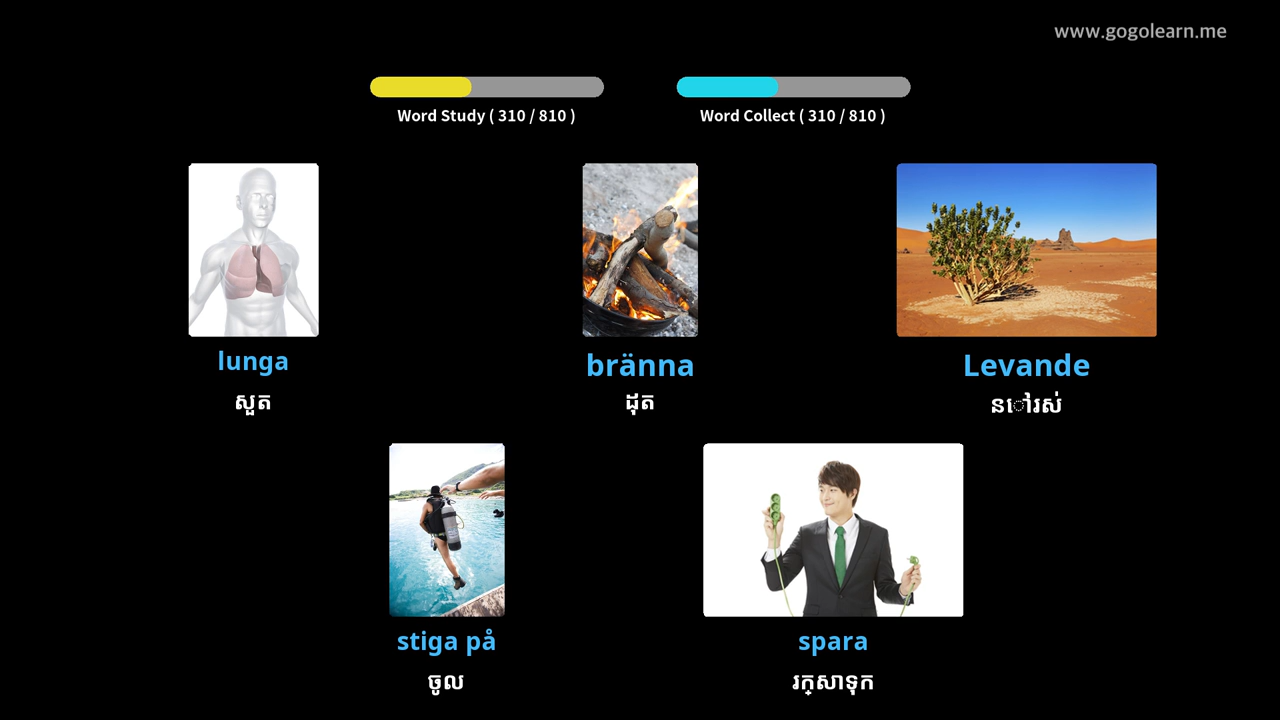 www.gogolearn.me
Word Study ( 310 / 810 )
Word Collect ( 310 / 810 )
lunga
សួត
bränna
ដុត
Levande
នៅរស់
stiga på
ចូល
spara
រក្សាទុក